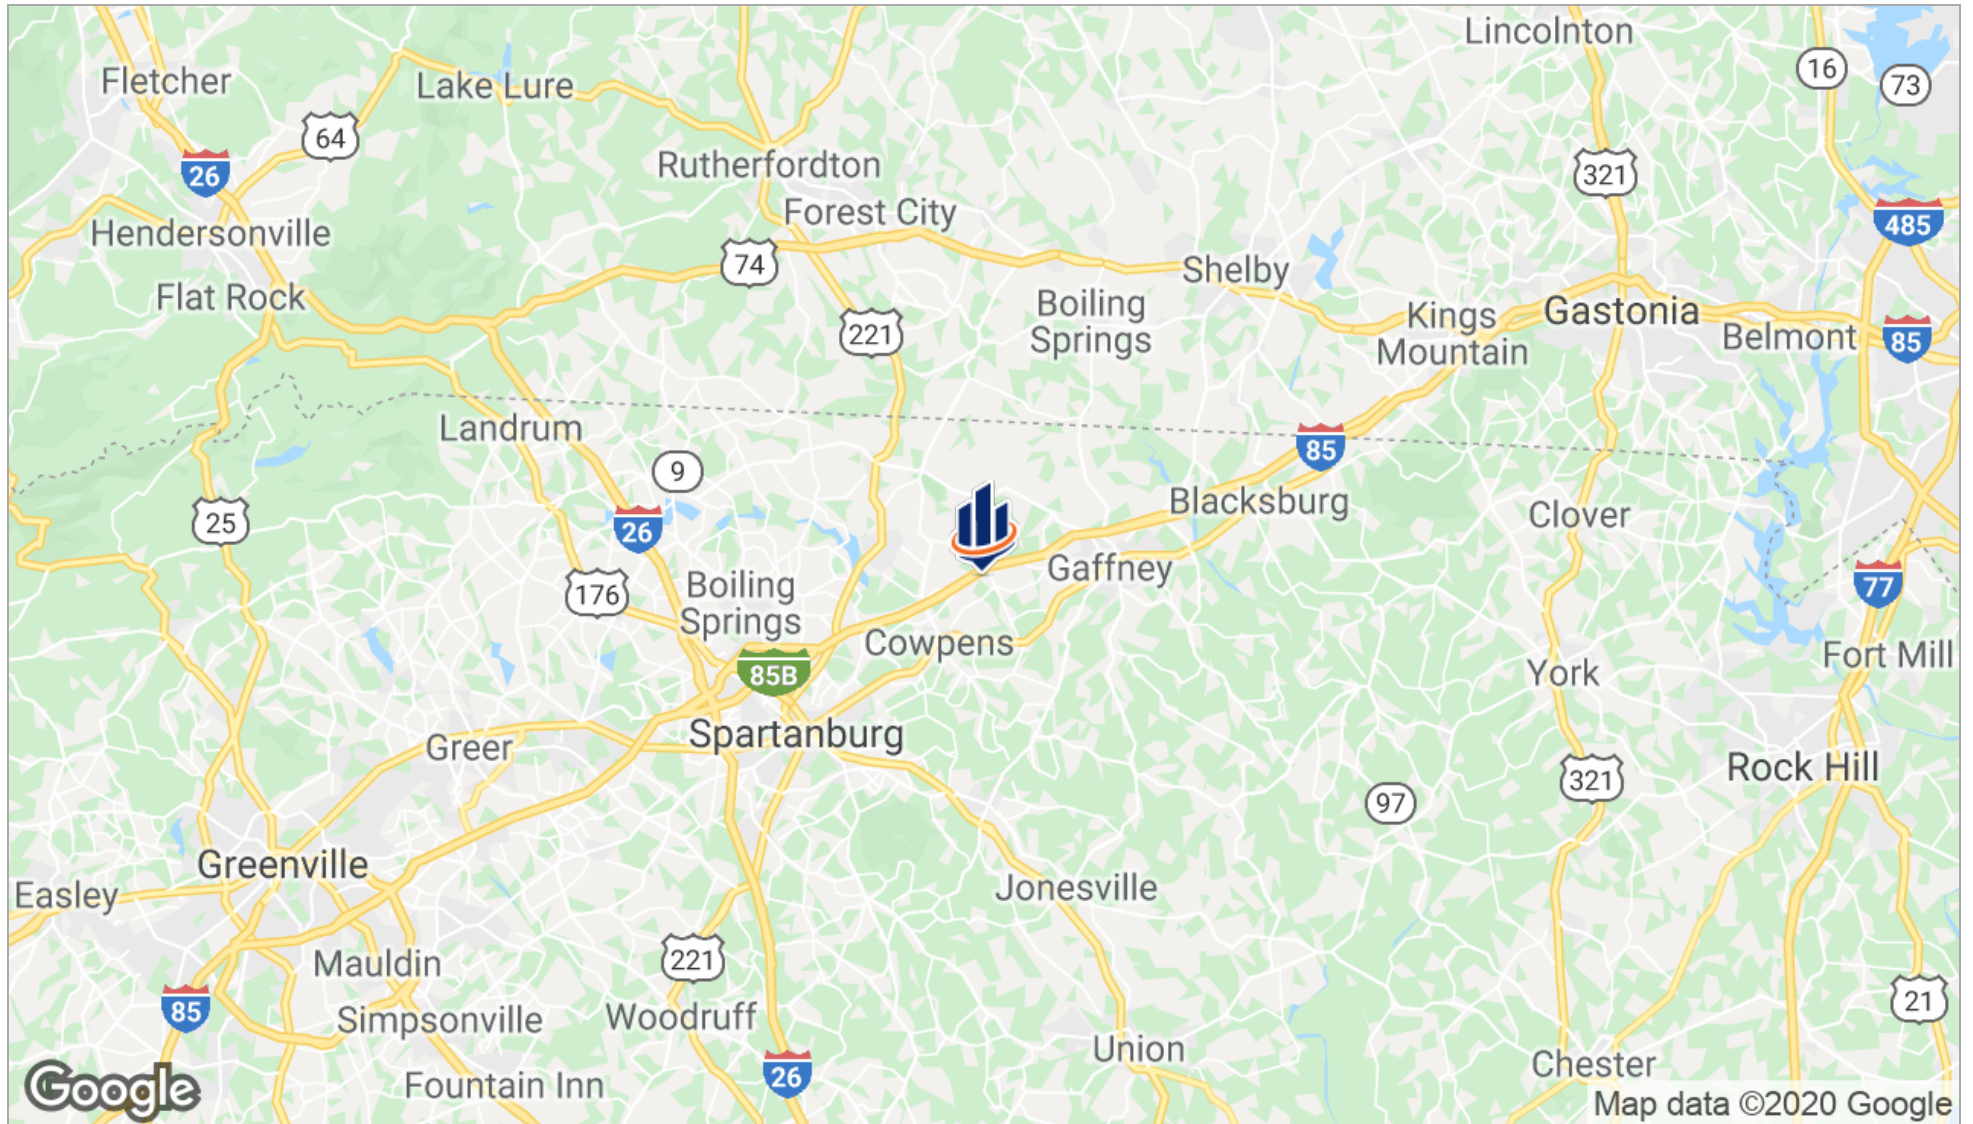 Lincolnton
16
73
Fletcher
Lake Lure
64
26
Rutherfordton
321
Forest City
485
Hendersonville
74
Shelby
Flat Rock
Boiling
Springs
221
Kings
Mountain
Gastonia
Belmont
85
Landrum
85
9
25
26
Blacksburg
Clover
176
Boiling
Springs
Gaffney
77
Cowpens
85B
York
Fort Mill
Spartanburg
Greer
321
Rock Hill
97
Greenville
Easley
Jonesville
Mauldin
221
85
Simpsonville
Woodruff
21
Union
26
Chester
Fountain Inn
Google
Map data ©2020 Google